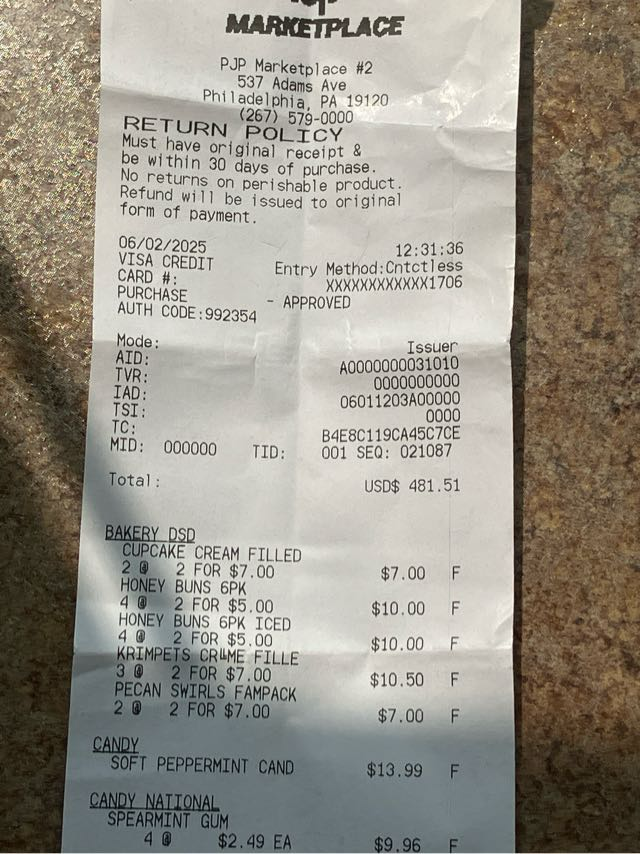 MARKETPLACE
PJP Marketplace #2
537 Adams Ave
Philadelphia, PA 19120
(267) 579-0000
RETURN POLICY
Must have original receipt &
be within 30 days of purchase.
No returns on perishable product.
Refund will be issued to original
form of payment.
06/02/2025 12:31:36
VISA CREDIT Entry Method:Cntctless
CARD #: XXXXXXXXXXXX1706
PURCHASE - APPROVED
AUTH CODE:992354
Mode: Issuer
AID: A0000000031010
TVR: 0000000000
IAD: 06011203A00000
TSI: 0000
TC: B4E8C119CA45C7CE
MID: 000000 TID: 001 SEQ: 021087
Total: USD$ 481.51
BAKERY DSD
CUPCAKE CREAM FILLED
2 @ 2 FOR $7.00 $7.00 F
HONEY BUNS 6PK
4 @ 2 FOR $5.00 $10.00 F
HONEY BUNS 6PK ICED
4 @ 2 FOR $5.00 $10.00 F
KRIMPETS FILLE
3 @ 2 FOR $7.00 $10.50 F
PECAN SWIRLS FAMPACK
2 @ 2 FOR $7.00 $7.00 F
CANDY
SOFT PEPPERMINT CAND $13.99 F
CANDY NATIONAL
SPEARMINT GUM
4 @ $2.49 EA $9.96 F